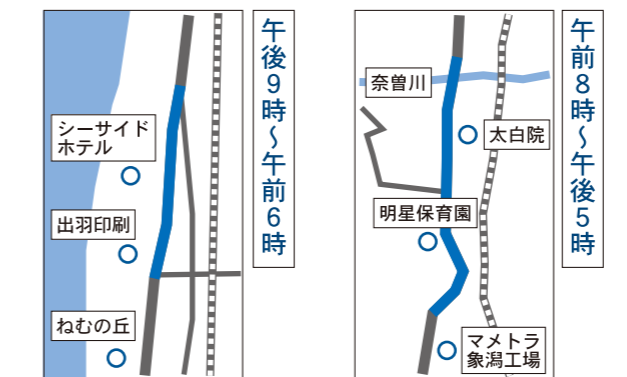 午後9時～午前6時
シーサイド
ホテル
出羽印刷
ねむの丘
午前8時～午後5時
奈曽川
太白院
明星保育園
マメトラ
象潟工場